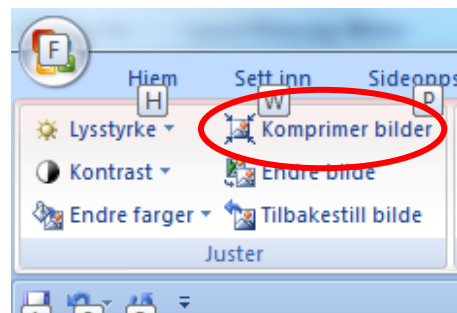 F
Hjem Sett inn Sideopps
H W P
Lysstyrke Komprimer bilder
Kontrast Endre bilde
Endre farger Tilbakestill bilde
Juster